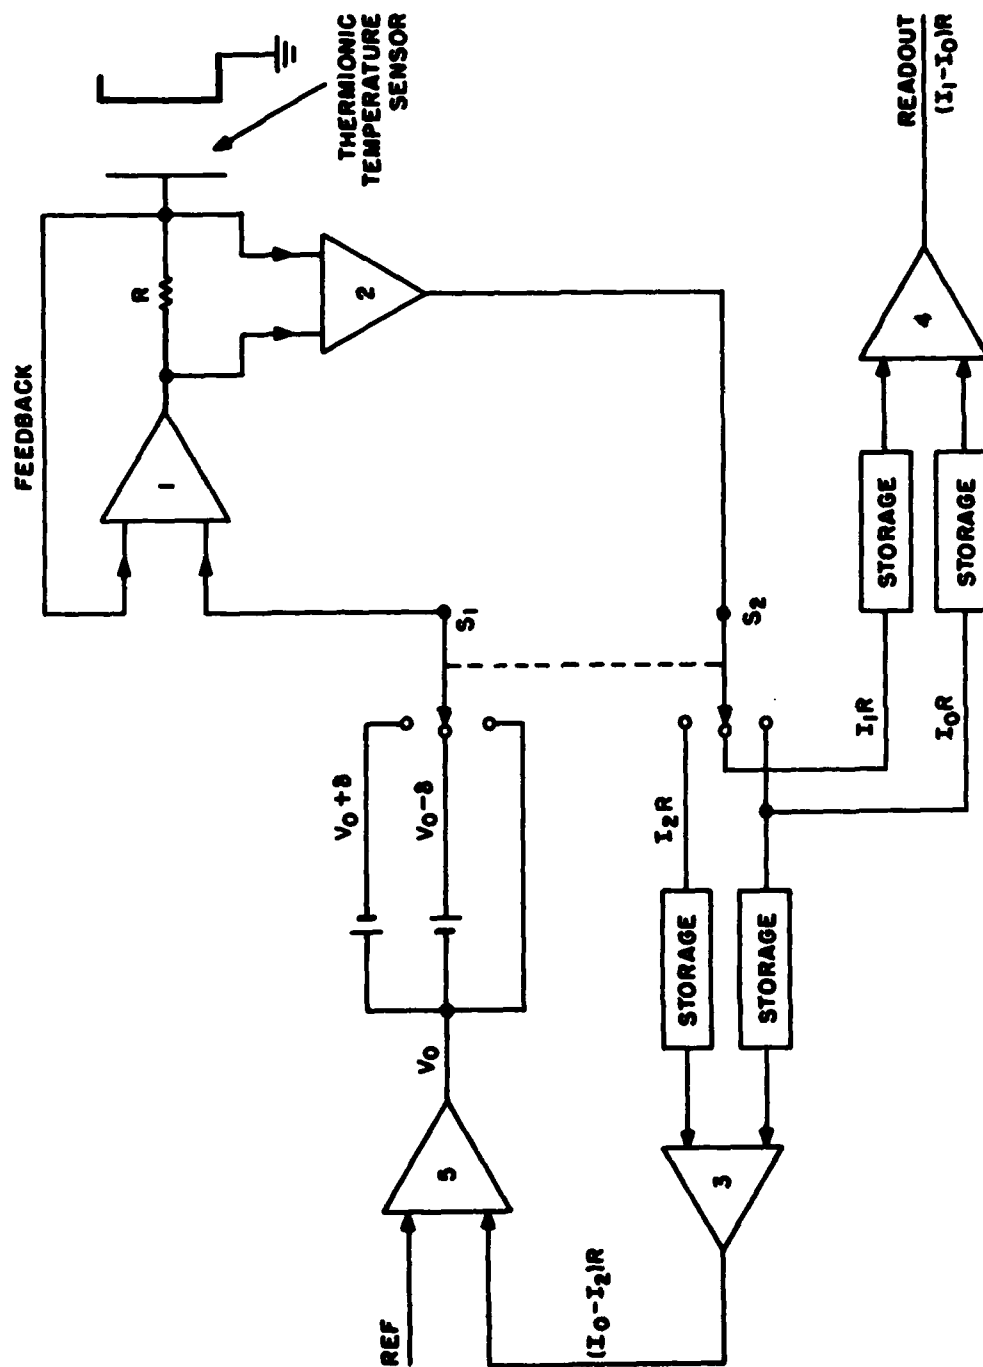 FEEDBACK
R
1
2
THERMIONIC
TEMPERATURE
SENSOR
S1
V0+δ
V0−δ
V0
5
REF
(I0−I2)R
3
STORAGE
STORAGE
I2R
S2
I1R
I0R
STORAGE
STORAGE
4
READOUT
(I1−I0)R